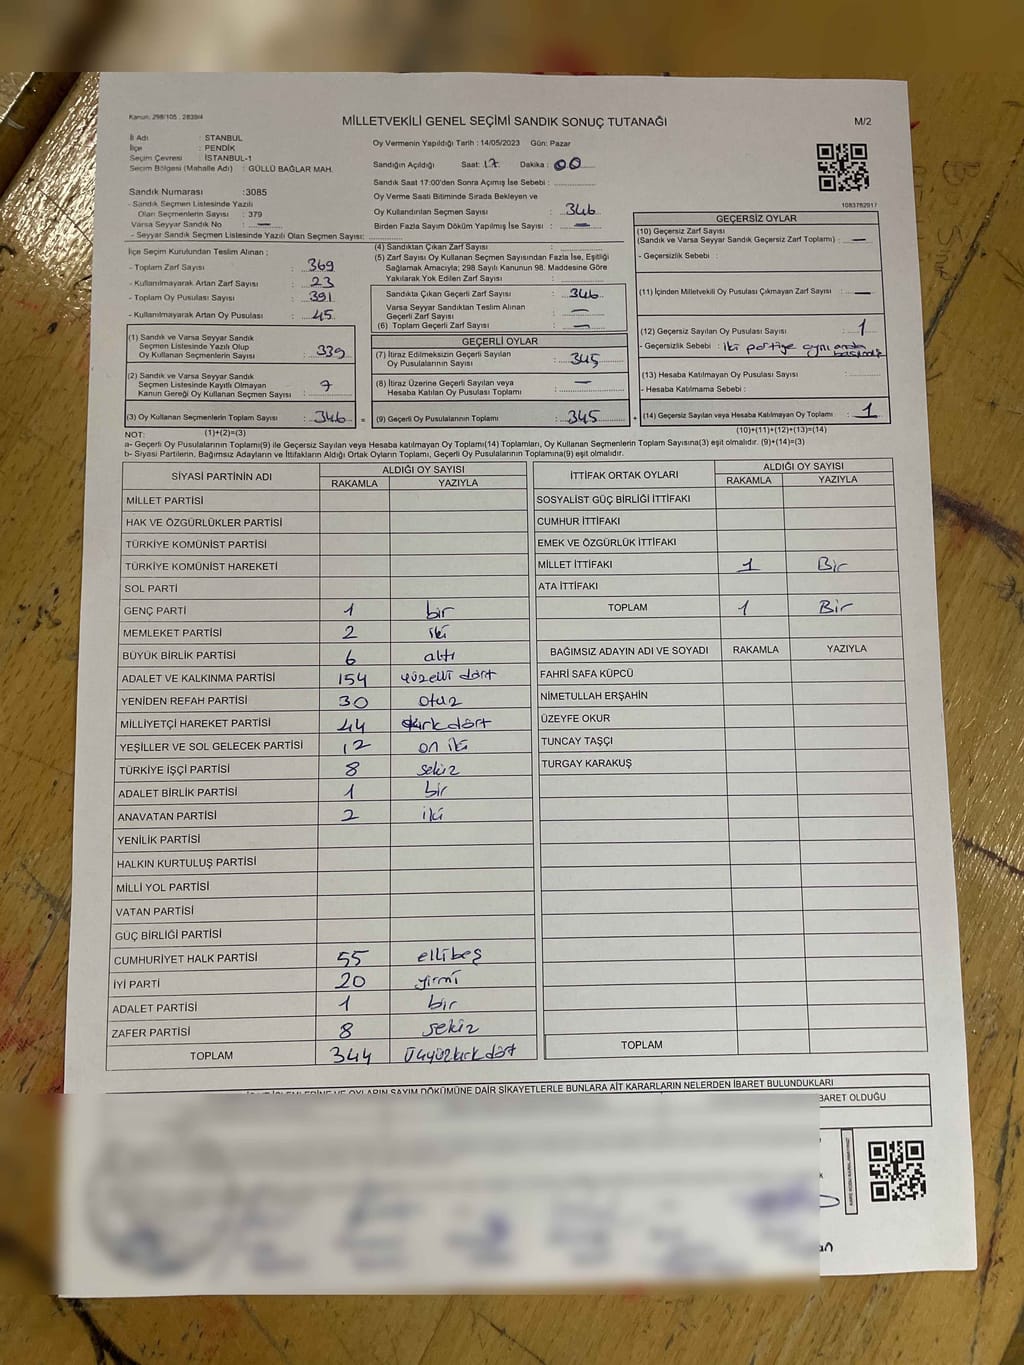 Kanun: 298/105 , 2839/4
MİLLETVEKİLİ GENEL SEÇİMİ SANDIK SONUÇ TUTANAĞI
M/2
İl Adı : STANBUL
İlçe : PENDİK
Seçim Çevresi : İSTANBUL-1
Seçim Bölgesi (Mahalle Adı) : GÜLLÜ BAĞLAR MAH.
Sandık Numarası :3085
- Sandık Seçmen Listesinde Yazılı
Olan Seçmenlerin Sayısı : 379
Varsa Seyyar Sandık No : —
- Seyyar Sandık Seçmen Listesinde Yazılı Olan Seçmen Sayısı:
Oy Vermenin Yapıldığı Tarih : 14/05/2023 Gün: Pazar
Sandığın Açıldığı Saat: 17 Dakika : 00
Sandık Saat 17:00'den Sonra Açımış İse Sebebi :
Oy Verme Saati Bitiminde Sırada Bekleyen ve
Oy Kullandırılan Seçmen Sayısı : 346
Birden Fazla Sayım Döküm Yapılmış İse Sayısı : —
1083782917
İlçe Seçim Kurulundan Teslim Alınan ;
- Toplam Zarf Sayısı : 369
- Kullanılmayarak Artan Zarf Sayısı : 23
- Toplam Oy Pusulası Sayısı : 391
- Kullanılmayarak Artan Oy Pusulası : 45
(1) Sandık ve Varsa Seyyar Sandık
Seçmen Listesinde Yazılı Olup
Oy Kullanan Seçmenlerin Sayısı : 339
(2) Sandık ve Varsa Seyyar Sandık
Seçmen Listesinde Kayıtlı Olmayan
Kanun Gereği Oy Kullanan Seçmen Sayısı : 7
(3) Oy Kullanan Seçmenlerin Toplam Sayısı : 346 =
(1)+(2)=(3)
(4) Sandıktan Çıkan Zarf Sayısı :
(5) Zarf Sayısı Oy Kullanan Seçmen Sayısından Fazla İse, Eşitliği
Sağlamak Amacıyla; 298 Sayılı Kanunun 98. Maddesine Göre
Yakılarak Yok Edilen Zarf Sayısı :
Sandıkta Çıkan Geçerli Zarf Sayısı : 346
Varsa Seyyar Sandıktan Teslim Alınan
Geçerli Zarf Sayısı : —
(6) Toplam Geçerli Zarf Sayısı : —
GEÇERLİ OYLAR
(7) İtiraz Edilmeksizin Geçerli Sayılan
Oy Pusulalarının Sayısı : 345
(8) İtiraz Üzerine Geçerli Sayılan veya
Hesaba Katılan Oy Pusulası Toplamı : —
(9) Geçerli Oy Pusulalarının Toplamı : 345 +
GEÇERSİZ OYLAR
(10) Geçersiz Zarf Sayısı
(Sandık ve Varsa Seyyar Sandık Geçersiz Zarf Toplamı) : —
- Geçersizlik Sebebi :
(11) İçinden Milletvekili Oy Pusulası Çıkmayan Zarf Sayısı : —
(12) Geçersiz Sayılan Oy Pusulası Sayısı : 1
- Geçersizlik Sebebi : iki partiye aynı anda
(13) Hesaba Katılmayan Oy Pusulası Sayısı :
- Hesaba Katılmama Sebebi :
(14) Geçersiz Sayılan veya Hesaba Katılmayan Oy Toplamı : 1
(10)+(11)+(12)+(13)=(14)
NOT:
a- Geçerli Oy Pusulalarının Toplamı(9) ile Geçersiz Sayılan veya Hesaba katılmayan Oy Toplamı(14) Toplamları, Oy Kullanan Seçmenlerin Toplam Sayısına(3) eşit olmalıdır. (9)+(14)=(3)
b- Siyasi Partilerin, Bağımsız Adayların ve İttifakların Aldığı Ortak Oyların Toplamı, Geçerli Oy Pusulalarının Toplamına(9) eşit olmalıdır.
SİYASİ PARTİNİN ADI ALDIĞI OY SAYISI
RAKAMLA YAZIYLA
MİLLET PARTİSİ
HAK VE ÖZGÜRLÜKLER PARTİSİ
TÜRKİYE KOMÜNİST PARTİSİ
TÜRKİYE KOMÜNİST HAREKETİ
SOL PARTİ
GENÇ PARTİ 1 bir
MEMLEKET PARTİSİ 2 iki
BÜYÜK BİRLİK PARTİSİ 6 altı
ADALET VE KALKINMA PARTİSİ 154 yüzelli dört
YENİDEN REFAH PARTİSİ 30 otuz
MİLLİYETÇİ HAREKET PARTİSİ 44 kırkdört
YEŞİLLER VE SOL GELECEK PARTİSİ 12 on iki
TÜRKİYE İŞÇİ PARTİSİ 8 sekiz
ADALET BİRLİK PARTİSİ 1 bir
ANAVATAN PARTİSİ 2 iki
YENİLİK PARTİSİ
HALKIN KURTULUŞ PARTİSİ
MİLLİ YOL PARTİSİ
VATAN PARTİSİ
GÜÇ BİRLİĞİ PARTİSİ
CUMHURİYET HALK PARTİSİ 55 ellibeş
İYİ PARTİ 20 yirmi
ADALET PARTİSİ 1 bir
ZAFER PARTİSİ 8 sekiz
TOPLAM 344 üçyüzkırkdört
İTTİFAK ORTAK OYLARI ALDIĞI OY SAYISI
RAKAMLA YAZIYLA
SOSYALİST GÜÇ BİRLİĞİ İTTİFAKI
CUMHUR İTTİFAKI
EMEK VE ÖZGÜRLÜK İTTİFAKI
MİLLET İTTİFAKI 1 Bir
ATA İTTİFAKI
TOPLAM 1 Bir
BAĞIMSIZ ADAYIN ADI VE SOYADI RAKAMLA YAZIYLA
FAHRİ SAFA KÜPCÜ
NİMETULLAH ERŞAHİN
ÜZEYFE OKUR
TUNCAY TAŞÇI
TURGAY KARAKUŞ
TOPLAM
OYLARIN SAYIM DÖKÜMÜNE DAİR ŞİKAYETLERLE BUNLARA AİT KARARLARIN NELERDEN İBARET BULUNDUKLARI
BARET OLDUĞU